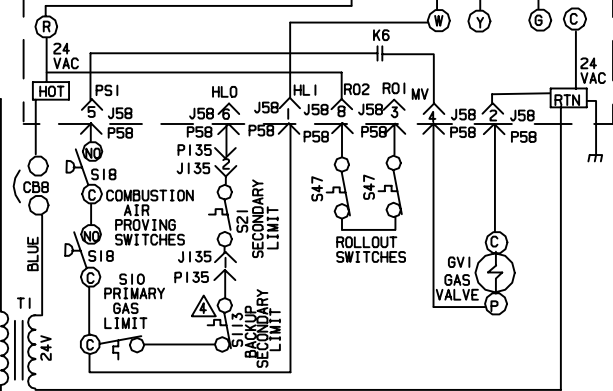 R
W
Y
G
C
24
VAC
K6
24
VAC
HOT
PS1
HLO
HL1
RO2
RO1
MV
RTN
5
J58
P58
6
J58
P58
1
J58
P58
8
J58
P58
3
J58
P58
4
J58
P58
2
J58
P58
NO
S18
C
P135
2
J135
CB8
COMBUSTION
AIR
PROVING
SWITCHES
NO
S18
C
S21
SECONDARY
LIMIT
S47
S47
ROLLOUT
SWITCHES
BLUE
J135
1
P135
C
GV1
GAS
VALVE
P
S10
PRIMARY
GAS
LIMIT
4
T1
24V
C
S113
BACKUP
SECONDARY
LIMIT